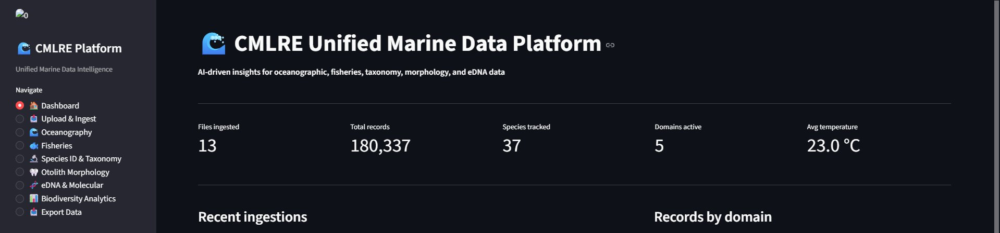 0
CMLRE Platform
Unified Marine Data Intelligence
Navigate
Dashboard
Upload & Ingest
Oceanography
Fisheries
Species ID & Taxonomy
Otolith Morphology
eDNA & Molecular
Biodiversity Analytics
Export Data
CMLRE Unified Marine Data Platform
AI-driven insights for oceanographic, fisheries, taxonomy, morphology, and eDNA data
Files ingested
13
Total records
180,337
Species tracked
37
Domains active
5
Avg temperature
23.0 °C
Recent ingestions
Records by domain